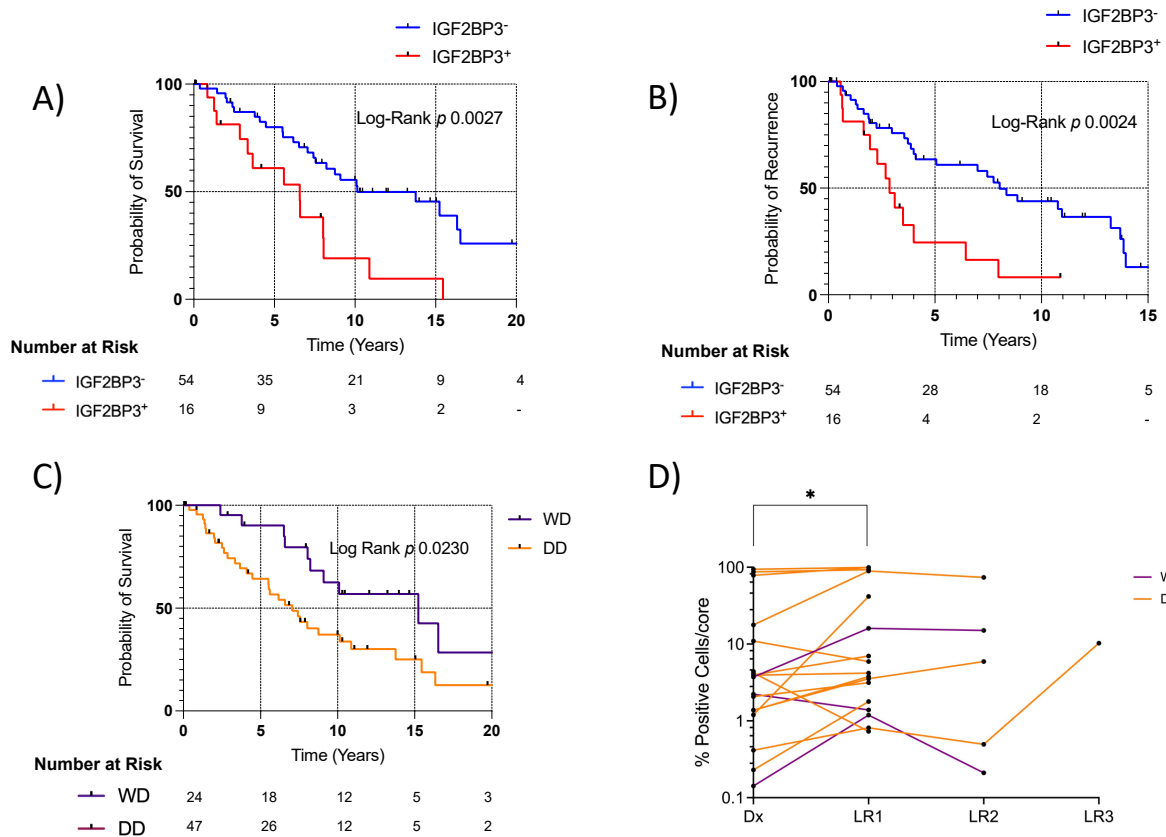 A)
IGF2BP3-
IGF2BP3+
Log-Rank p 0.0027
Probability of Survival
100
50
0
0 5 10 15 20
Time (Years)
Number at Risk
IGF2BP3- 54 35 21 9 4
IGF2BP3+ 16 9 3 2 -
B)
IGF2BP3-
IGF2BP3+
Log-Rank p 0.0024
Probability of Recurrence
100
50
0
0 5 10 15
Time (Years)
Number at Risk
IGF2BP3- 54 28 18 5
IGF2BP3+ 16 4 2 -
C)
WD
DD
Log Rank p 0.0230
Probability of Survival
100
50
0
0 5 10 15 20
Time (Years)
Number at Risk
WD 24 18 12 5 3
DD 47 26 12 5 2
D)
*
% Positive Cells/core
100
10
1
0.1
Dx LR1 LR2 LR3